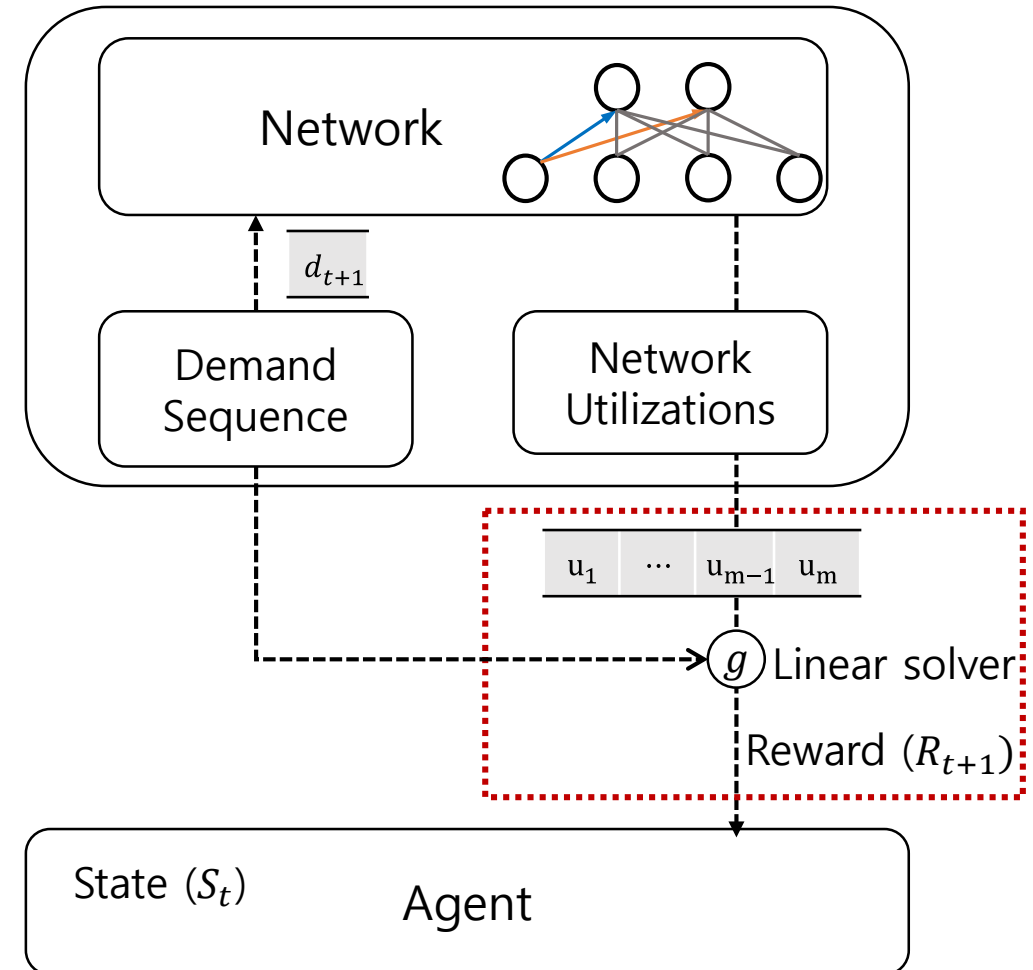 Network
d_{t+1}
Demand
Sequence
Network
Utilizations
u_1 ⋯ u_{m−1} u_m
g Linear solver
Reward (R_{t+1})
State (S_t)
Agent